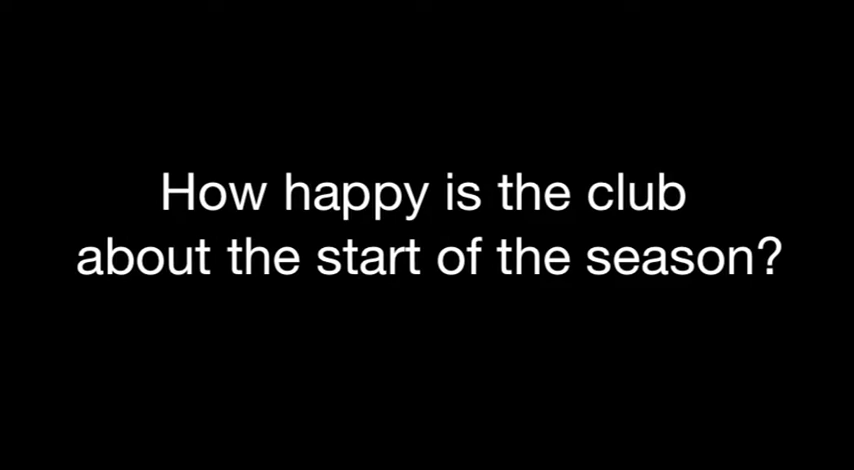 How happy is the club
about the start of the season?